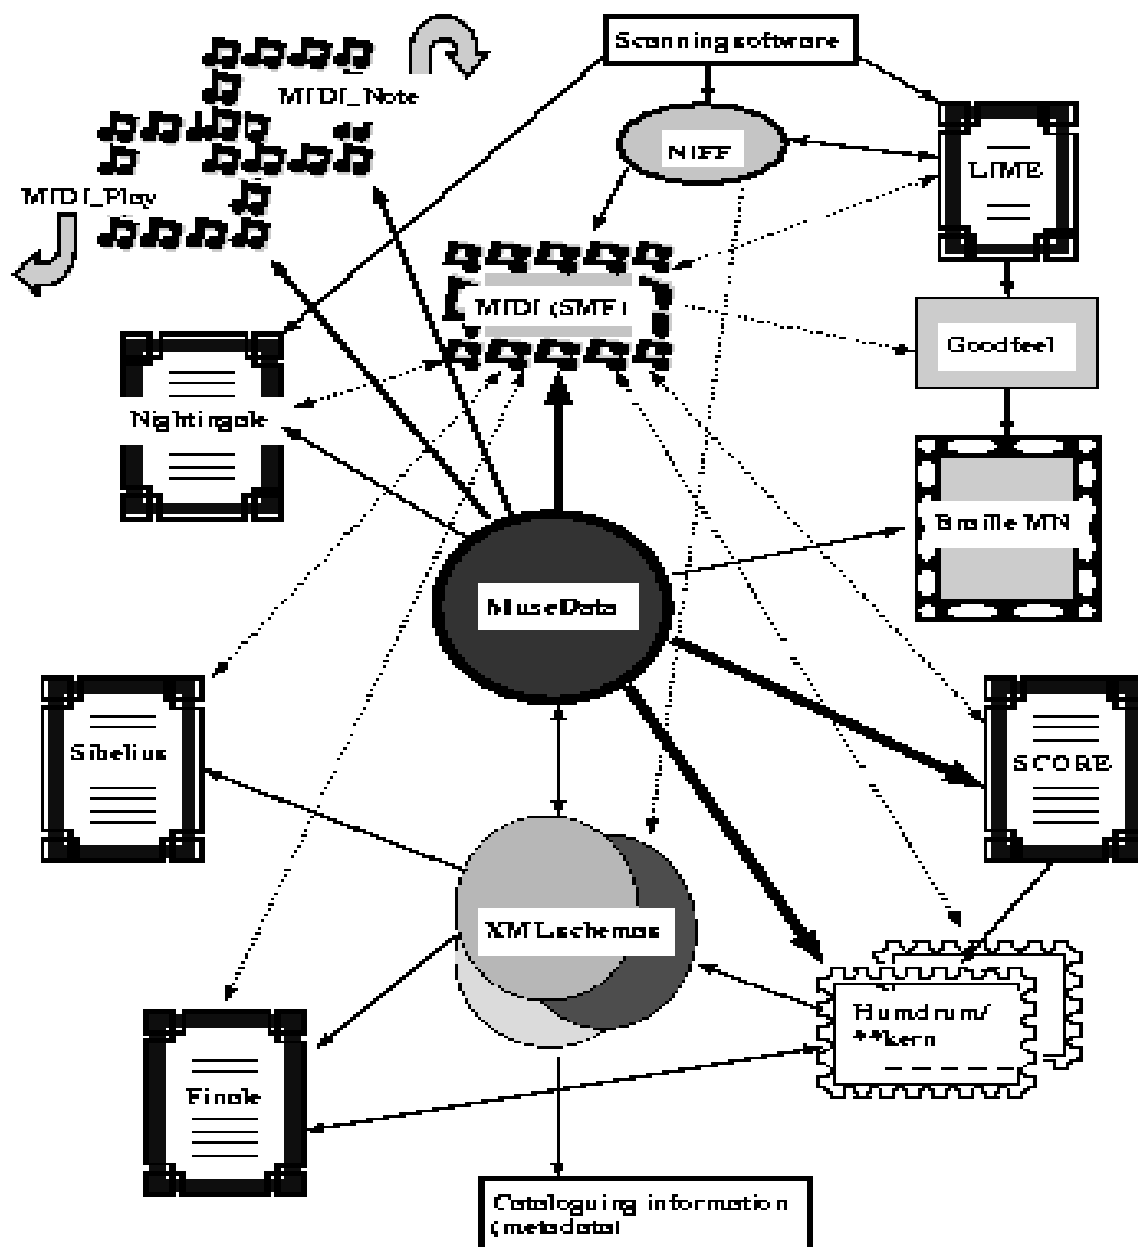 Scanning software
MIDI_Note
NIFF
LIME
MIDI_Play
MIDI (SMF)
Goodfeel
Nightingale
Braille MN
MuseData
Sibelius
SCORE
XML schemas
Humdrum/
**kern
Finale
Cataloguing information
(metadata)